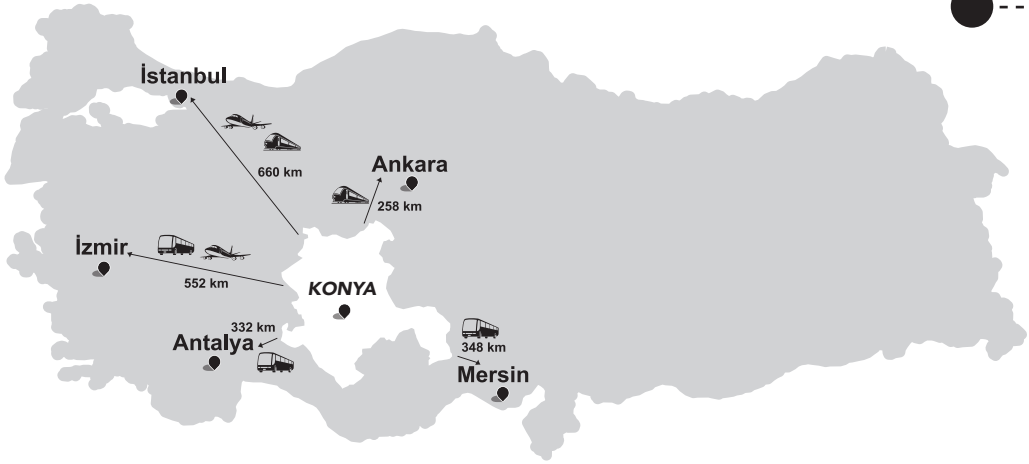 İstanbul
660 km
Ankara
258 km
İzmir
552 km
KONYA
332 km
Antalya
348 km
Mersin